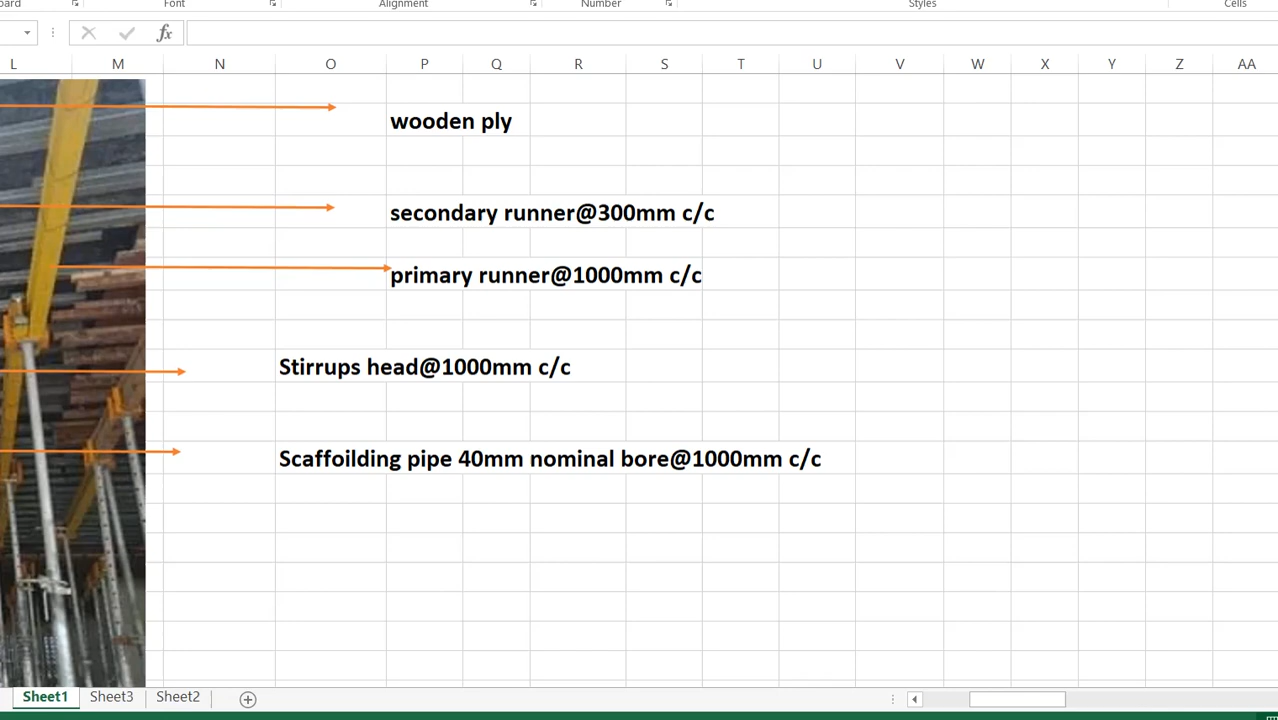 oard Font Alignment Number Styles Cells
fx
L M N O P Q R S T U V W X Y Z AA
wooden ply
secondary runner@300mm c/c
primary runner@1000mm c/c
Stirrups head@1000mm c/c
Scaffoilding pipe 40mm nominal bore@1000mm c/c
Sheet1 Sheet3 Sheet2